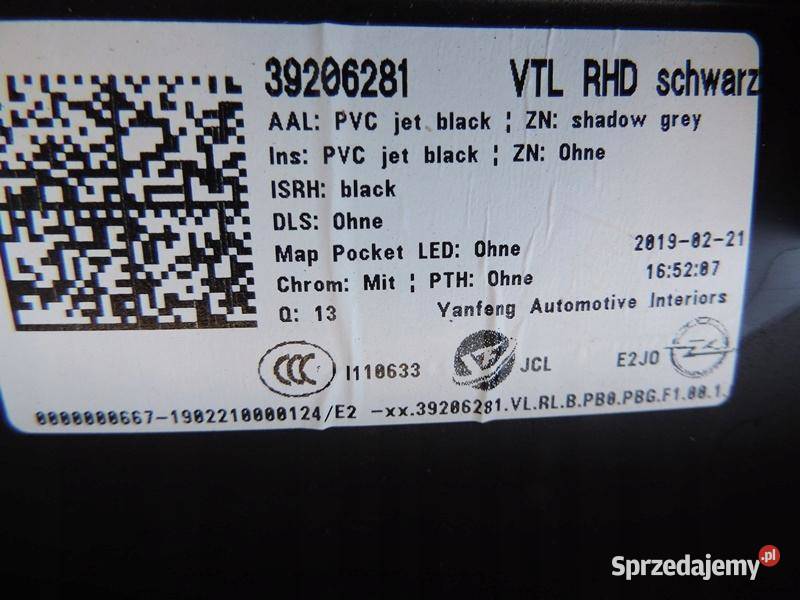 39206281 VTL RHD schwarz
AAL: PVC jet black ¦ ZN: shadow grey
Ins: PVC jet black ¦ ZN: Ohne
ISRH: black
DLS: Ohne
Map Pocket LED: Ohne
2019-02-21
Chrom: Mit ¦ PTH: Ohne
16:52:07
Q: 13
Yanfeng Automotive Interiors
CCC I110633 JCL E2JO
0000000667-1902210000124/E2 -xx.39206281.VL.RL.B.PB0.PBG.F1.00.1.
Sprzedajemy.pl